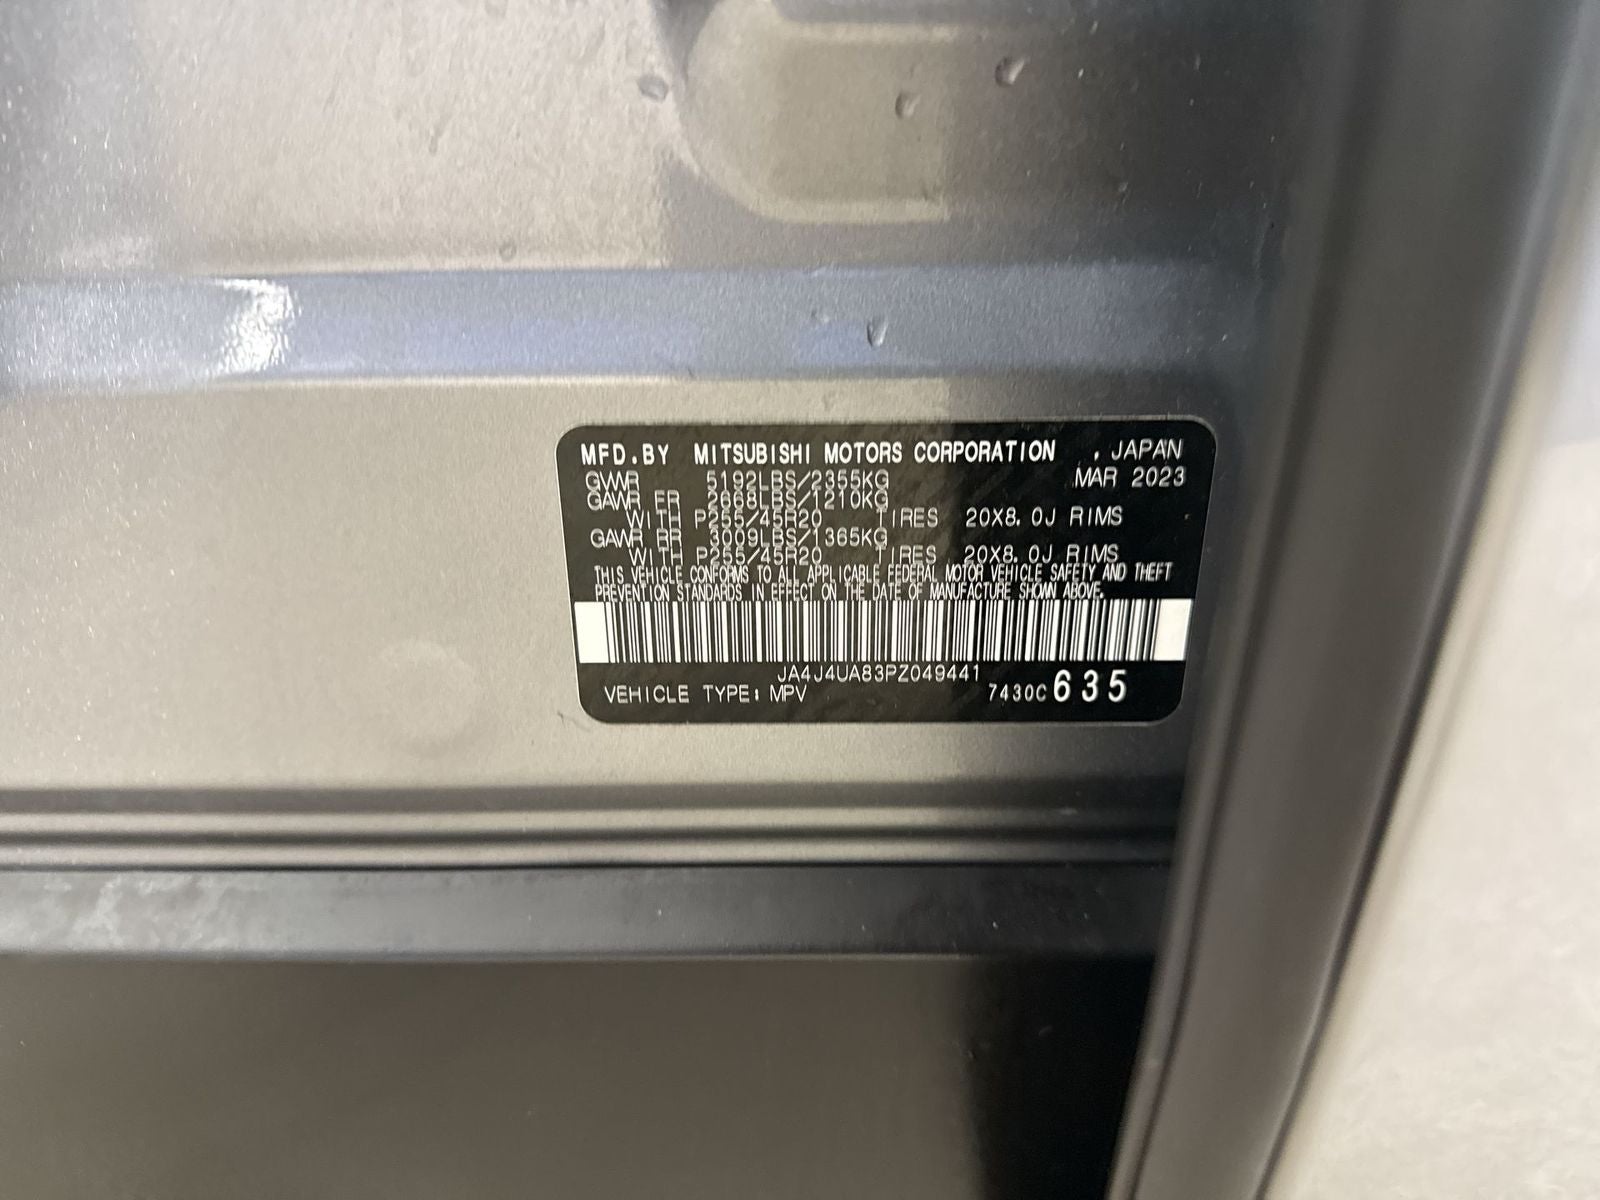 MFD.BY MITSUBISHI MOTORS CORPORATION , JAPAN
GVWR 5192LBS/2355KG MAR 2023
GAWR FR 2668LBS/1210KG
WITH P255/45R20 TIRES 20X8.0J RIMS
GAWR RR 3009LBS/1365KG
WITH P255/45R20 TIRES 20X8.0J RIMS
THIS VEHICLE CONFORMS TO ALL APPLICABLE FEDERAL MOTOR VEHICLE SAFETY AND THEFT
PREVENTION STANDARDS IN EFFECT ON THE DATE OF MANUFACTURE SHOWN ABOVE.
JA4J4UA83PZ049441
VEHICLE TYPE: MPV 7430C 635